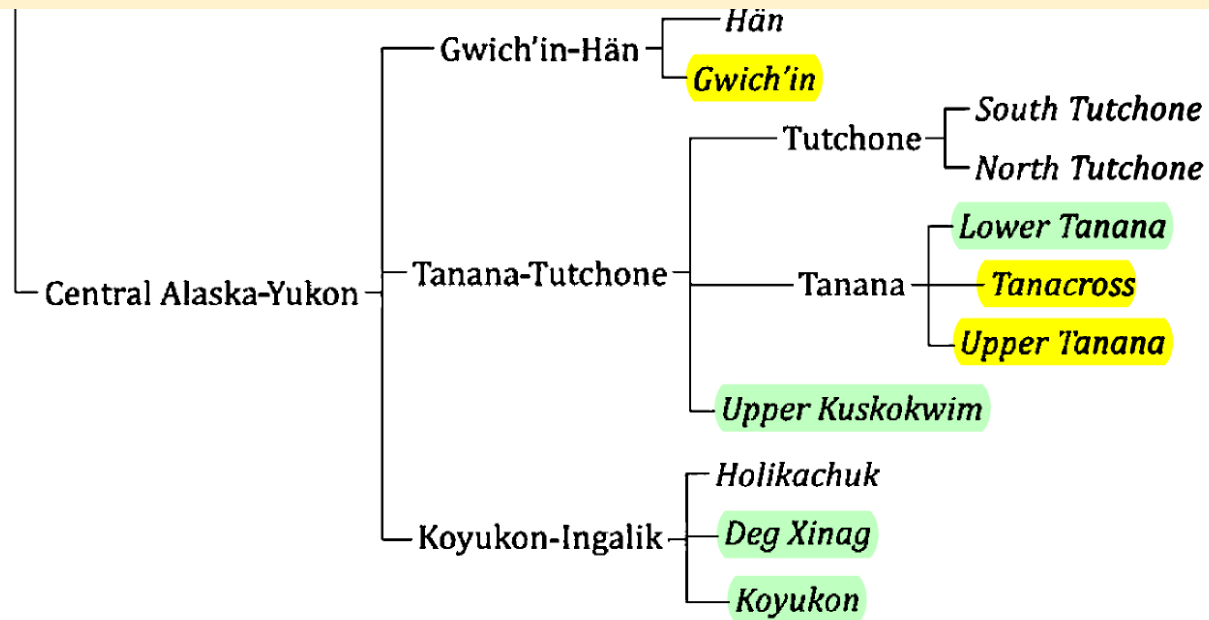 Hän
Gwich'in-Hän
Gwich'in
South Tutchone
Tutchone
North Tutchone
Lower Tanana
Central Alaska-Yukon
Tanana-Tutchone
Tanana
Tanacross
Upper Tanana
Upper Kuskokwim
Holikachuk
Koyukon-Ingalik
Deg Xinag
Koyukon